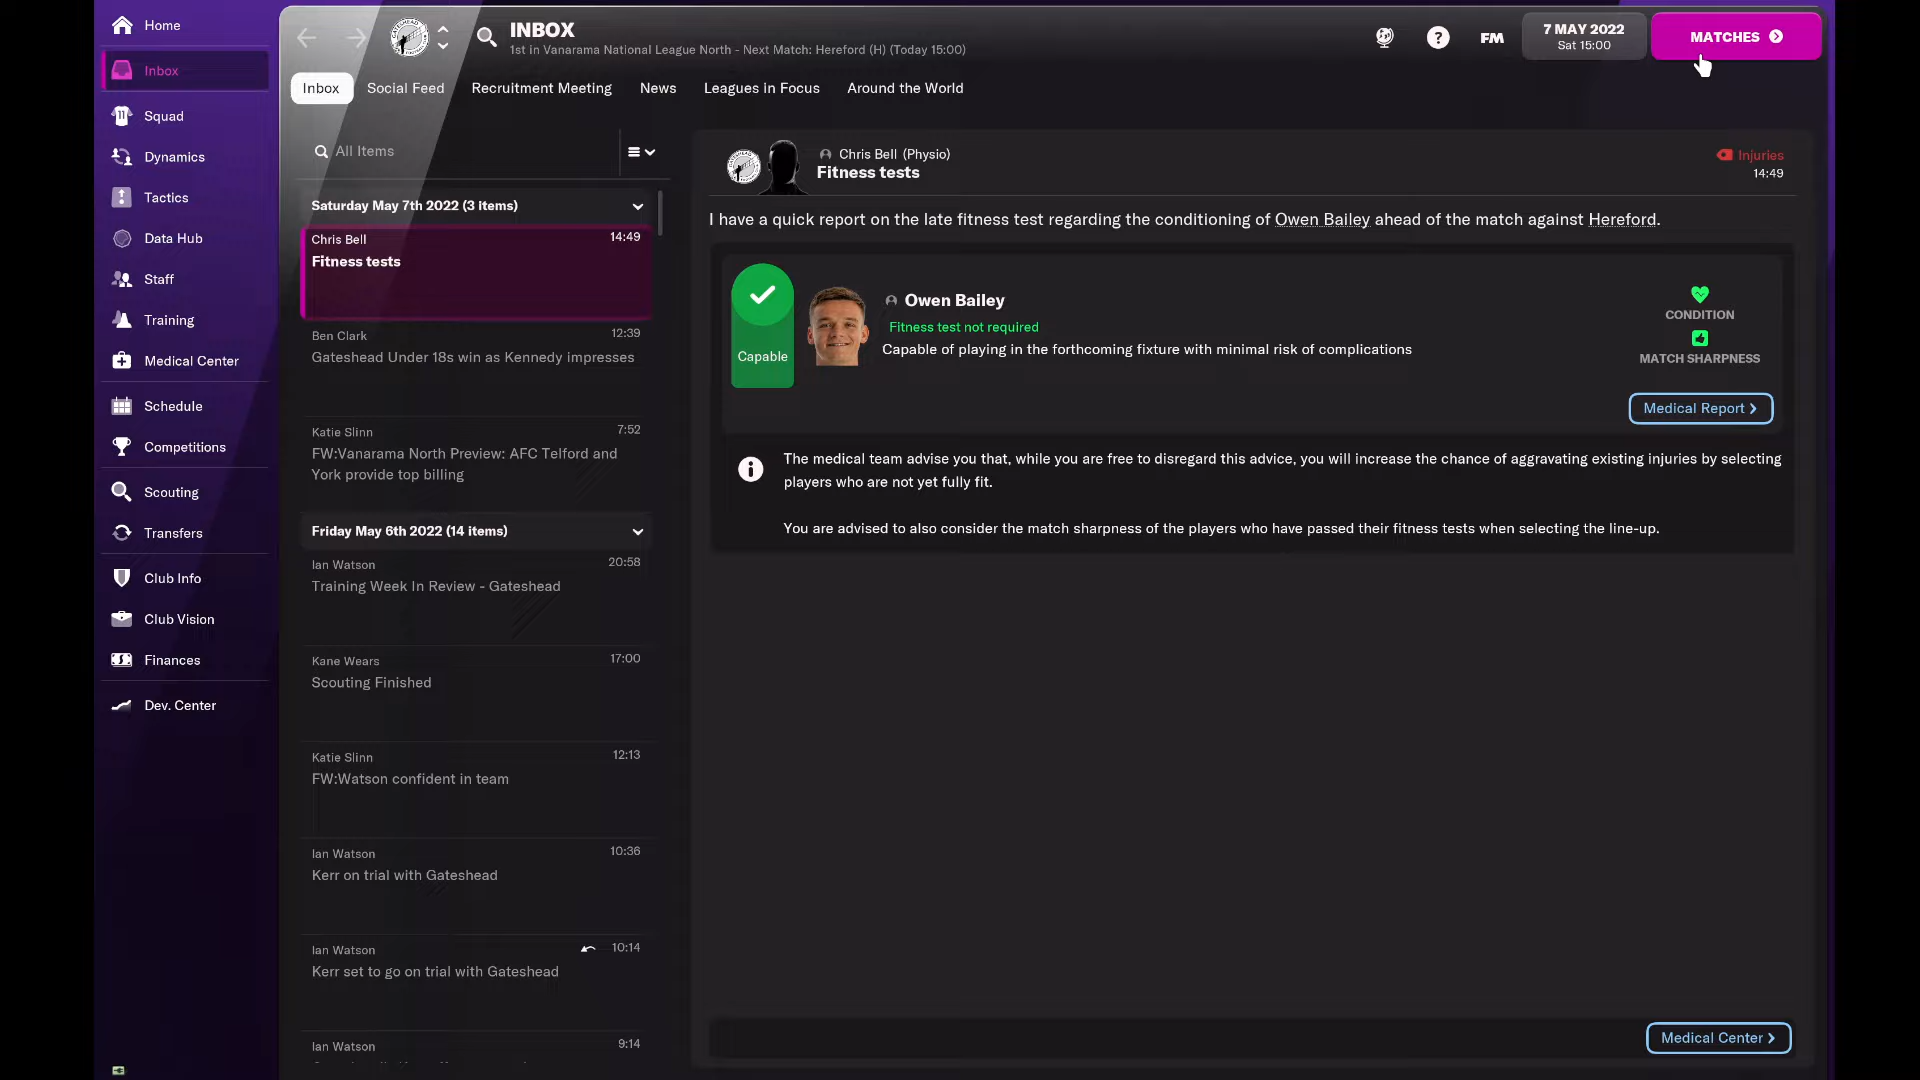 Home
Inbox
Squad
Dynamics
Tactics
Data Hub
Staff
Training
Medical Center
Schedule
Competitions
Scouting
Transfers
Club Info
Club Vision
Finances
Dev. Center
INBOX
1st in Vanarama National League North - Next Match: Hereford (H) (Today 15:00)
FM
7 MAY 2022
Sat 15:00
MATCHES
Inbox
Social Feed
Recruitment Meeting
News
Leagues in Focus
Around the World
All Items
Saturday May 7th 2022 (3 items)
Chris Bell 14:49
Fitness tests
Ben Clark 12:39
Gateshead Under 18s win as Kennedy impresses
Katie Slinn 7:52
FW:Vanarama North Preview: AFC Telford and
York provide top billing
Friday May 6th 2022 (14 items)
Ian Watson 20:58
Training Week In Review - Gateshead
Kane Wears 17:00
Scouting Finished
Katie Slinn 12:13
FW:Watson confident in team
Ian Watson 10:36
Kerr on trial with Gateshead
Ian Watson 10:14
Kerr set to go on trial with Gateshead
Ian Watson 9:14
Chris Bell (Physio)
Fitness tests
Injuries
14:49
I have a quick report on the late fitness test regarding the conditioning of Owen Bailey ahead of the match against Hereford.
Capable
Owen Bailey
Fitness test not required
Capable of playing in the forthcoming fixture with minimal risk of complications
CONDITION
MATCH SHARPNESS
Medical Report
The medical team advise you that, while you are free to disregard this advice, you will increase the chance of aggravating existing injuries by selecting
players who are not yet fully fit.
You are advised to also consider the match sharpness of the players who have passed their fitness tests when selecting the line-up.
Medical Center